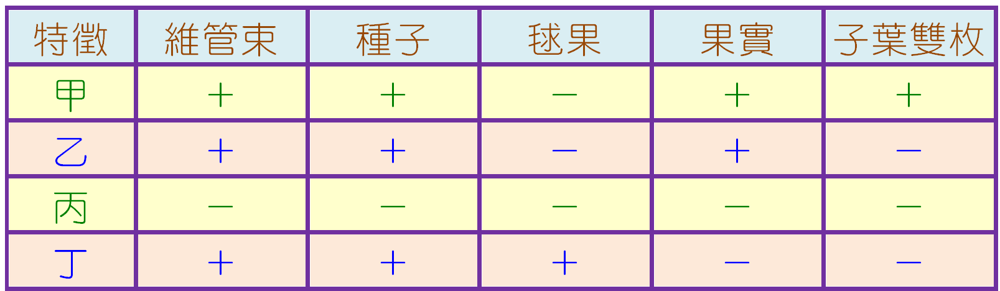 特徵 維管束 種子 毬果 果實 子葉雙枚
甲 + + - + +
乙 + + - + -
丙 - - - - -
丁 + + + - -